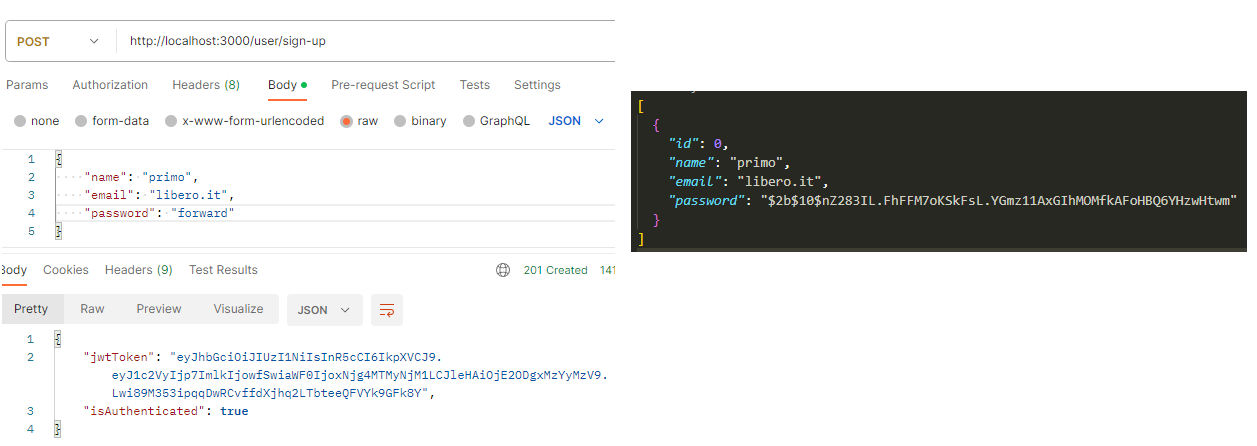 POST
http://localhost:3000/user/sign-up
Params Authorization Headers (8) Body Pre-request Script Tests Settings
none form-data x-www-form-urlencoded raw binary GraphQL JSON
1 {
2 "name": "primo",
3 "email": "libero.it",
4 "password": "forward"
5 }
Body Cookies Headers (9) Test Results 201 Created 141
Pretty Raw Preview Visualize JSON
1 {
2 "jwtToken": "eyJhbGciOiJIUzI1NiIsInR5cCI6IkpXVCJ9.
eyJ1c2VyIjp7ImlkIjowfSwiaWF0IjoxNjg4MTMyNjM1LCJleHAiOjE2ODgxMzYyMzV9.
Lwi89M353ipqqDwRCvffdXjhq2LTbteeQFVYk9GFk8Y",
3 "isAuthenticated": true
4 }
[
{
"id": 0,
"name": "primo",
"email": "libero.it",
"password": "$2b$10$nZ283IL.FhFFM7oKSkFsL.YGmz11AxGIhMOMfkAFoHBQ6YHzwHtwm"
}
]